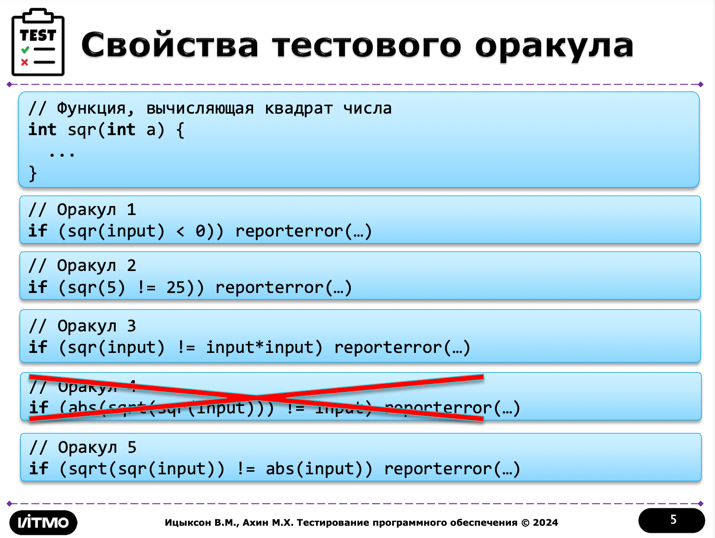 TEST
Свойства тестового оракула
// Функция, вычисляющая квадрат числа
int sqr(int a) {
...
}
// Оракул 1
if (sqr(input) < 0)) reporterror(…)
// Оракул 2
if (sqr(5) != 25)) reporterror(…)
// Оракул 3
if (sqr(input) != input*input) reporterror(…)
// Оракул 4
if (abs(sqrt(sqr(input))) != input) reporterror(…)
// Оракул 5
if (sqrt(sqr(input)) != abs(input)) reporterror(…)
ИТМО
Ицыксон В.М., Ахин М.Х. Тестирование программного обеспечения © 2024
5